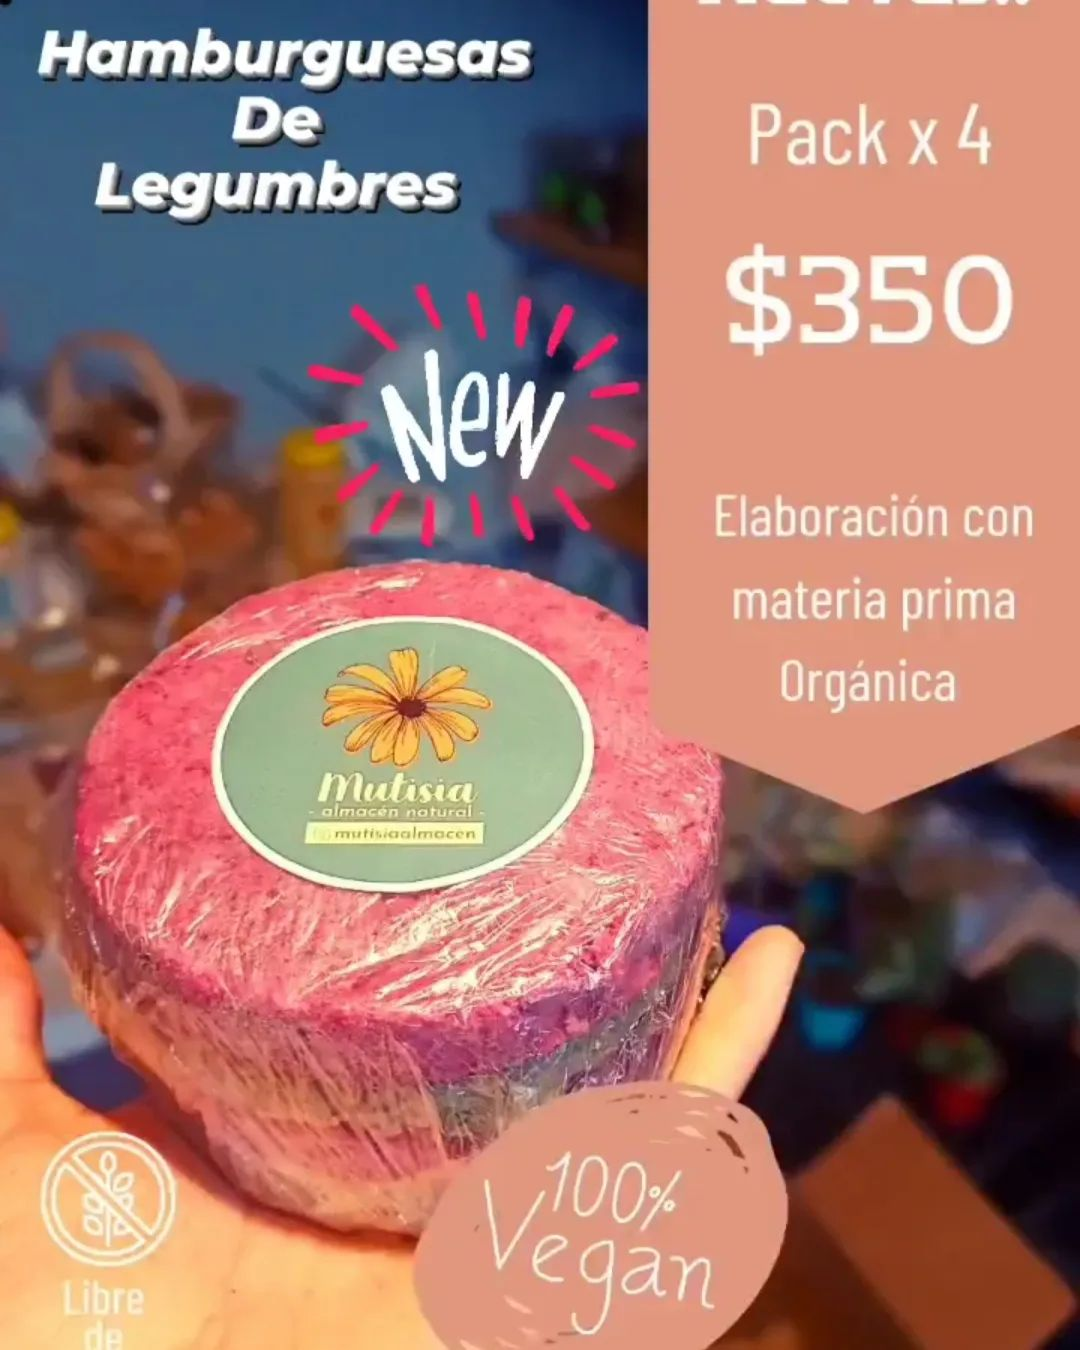 Hamburguesas
De
Legumbres
Pack x 4
$350
New
Elaboración con
materia prima
Orgánica
Mutisia
- almacén natural -
mutisiaalmacen
100%
Vegan
Libre
de